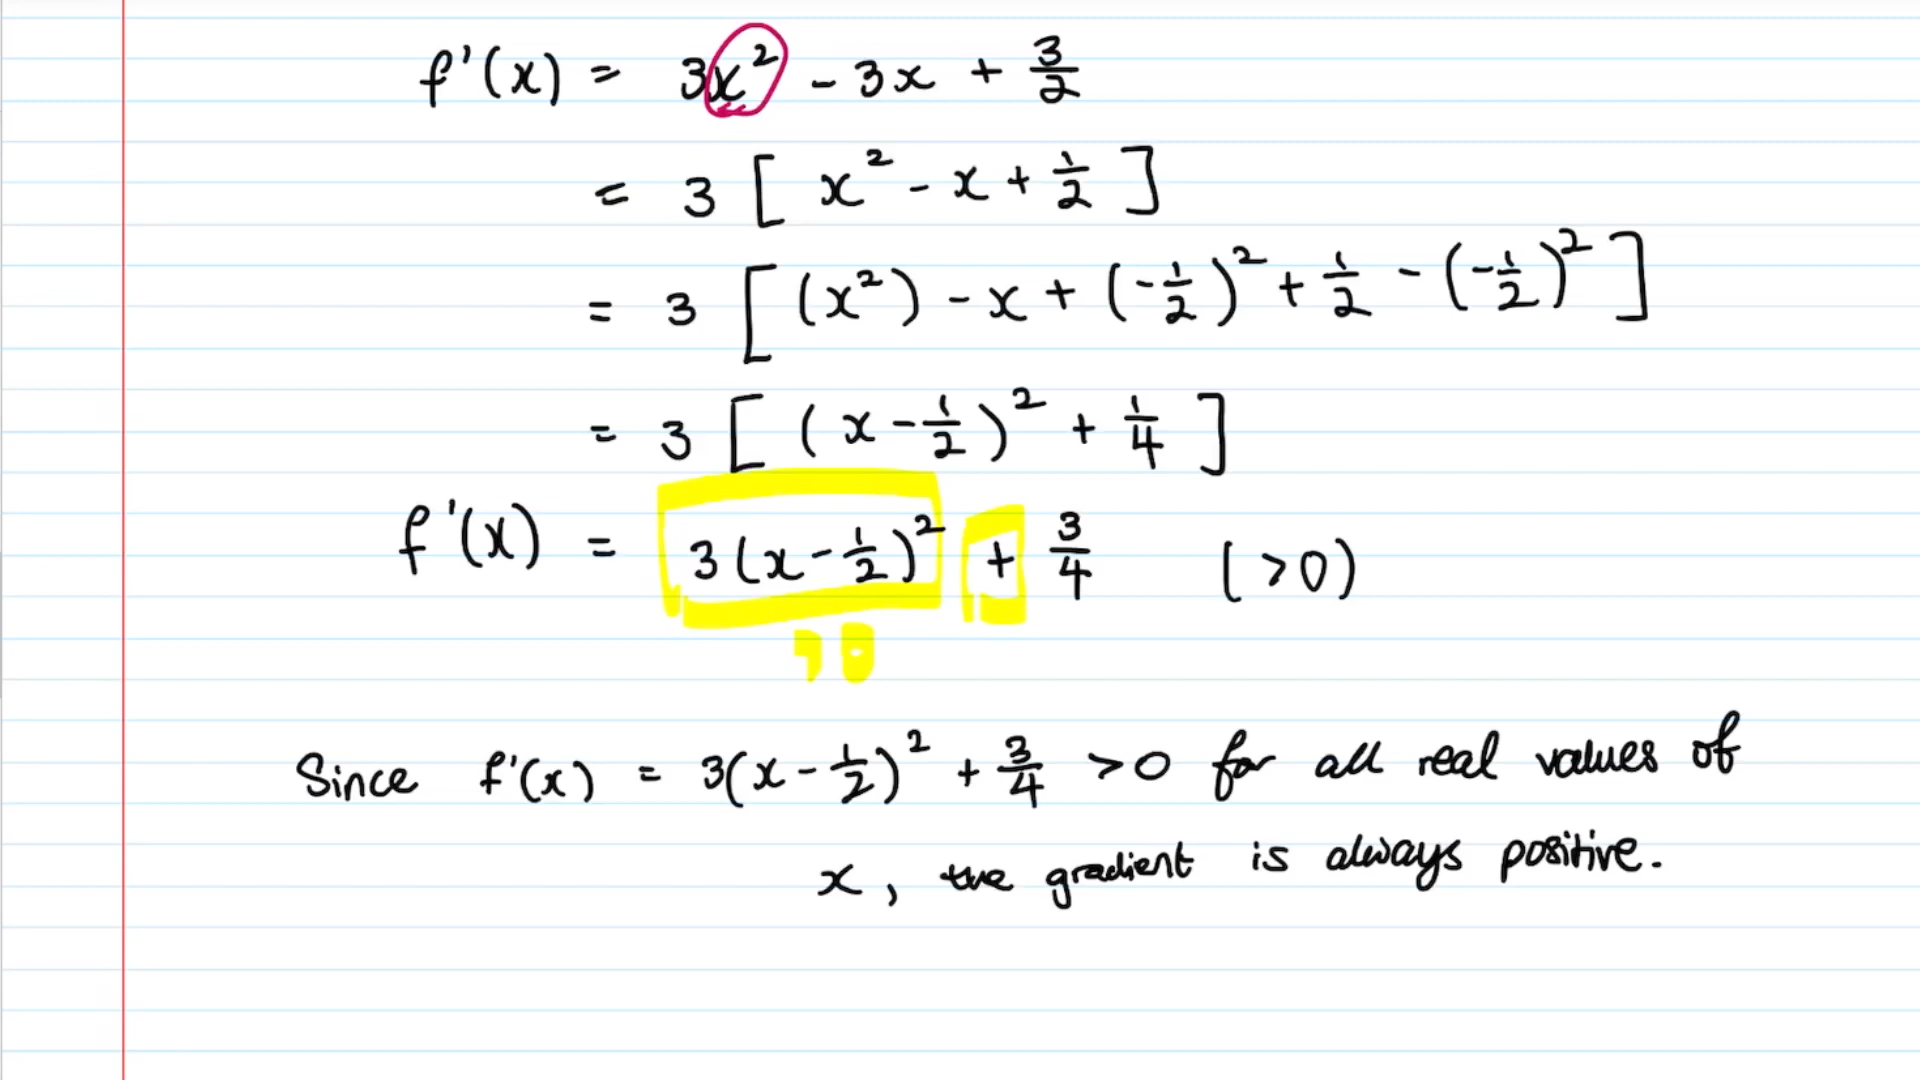 f'(x) = 3x² - 3x + 3/2
= 3 [ x² - x + 1/2 ]
= 3 [ (x²) - x + (-1/2)² + 1/2 - (-1/2)² ]
= 3 [ (x - 1/2)² + 1/4 ]
f'(x) = 3(x - 1/2)² + 3/4 (>0)
Since f'(x) = 3(x - 1/2)² + 3/4 >0 for all real values of
x, the gradient is always positive.